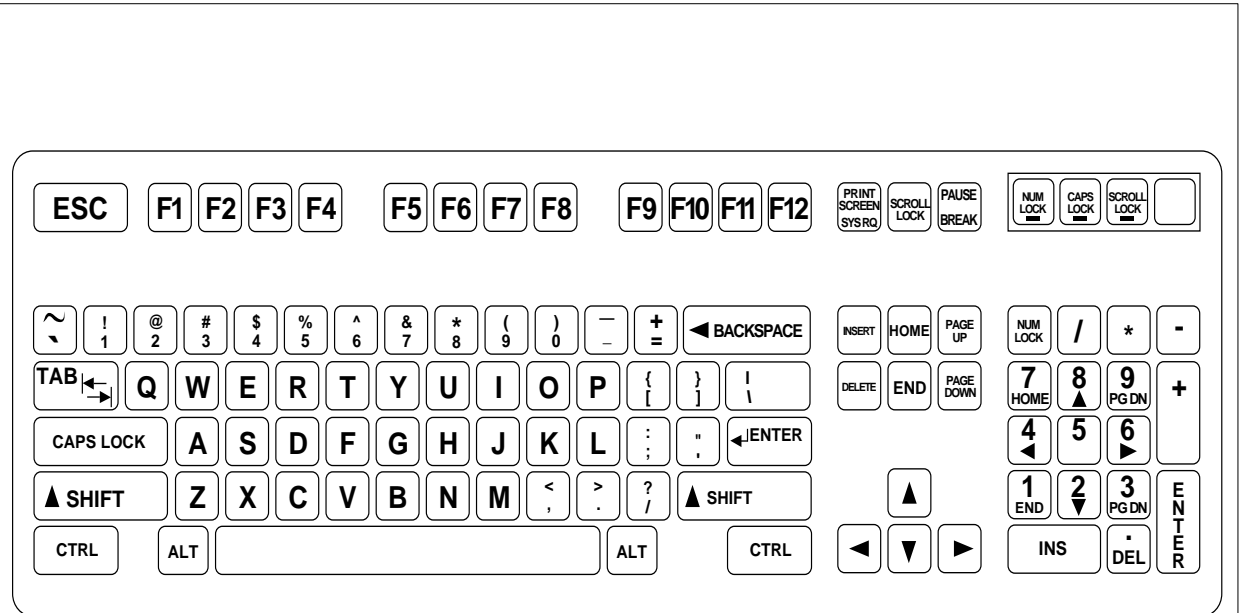 ESC F1 F2 F3 F4 F5 F6 F7 F8 F9 F10 F11 F12 PRINT SCREEN SYS RQ SCROLL LOCK PAUSE BREAK NUM LOCK CAPS LOCK SCROLL LOCK
~ ` ! 1 @ 2 # 3 $ 4 % 5 ^ 6 & 7 * 8 ( 9 ) 0 — _ + = BACKSPACE INSERT HOME PAGE UP NUM LOCK / * -
TAB Q W E R T Y U I O P { [ } ] | \ DELETE END PAGE DOWN 7 HOME 8 9 PG DN +
CAPS LOCK A S D F G H J K L : ; " ' ENTER 4 5 6
SHIFT Z X C V B N M < , > . ? / SHIFT 1 END 2 3 PG DN ENTER
CTRL ALT ALT CTRL INS . DEL